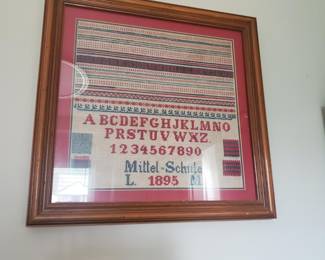 ABCDEFGHJKLMNO
PRSTUVWXZ
1234567890
Mittel-Schule
L. 1895 M.